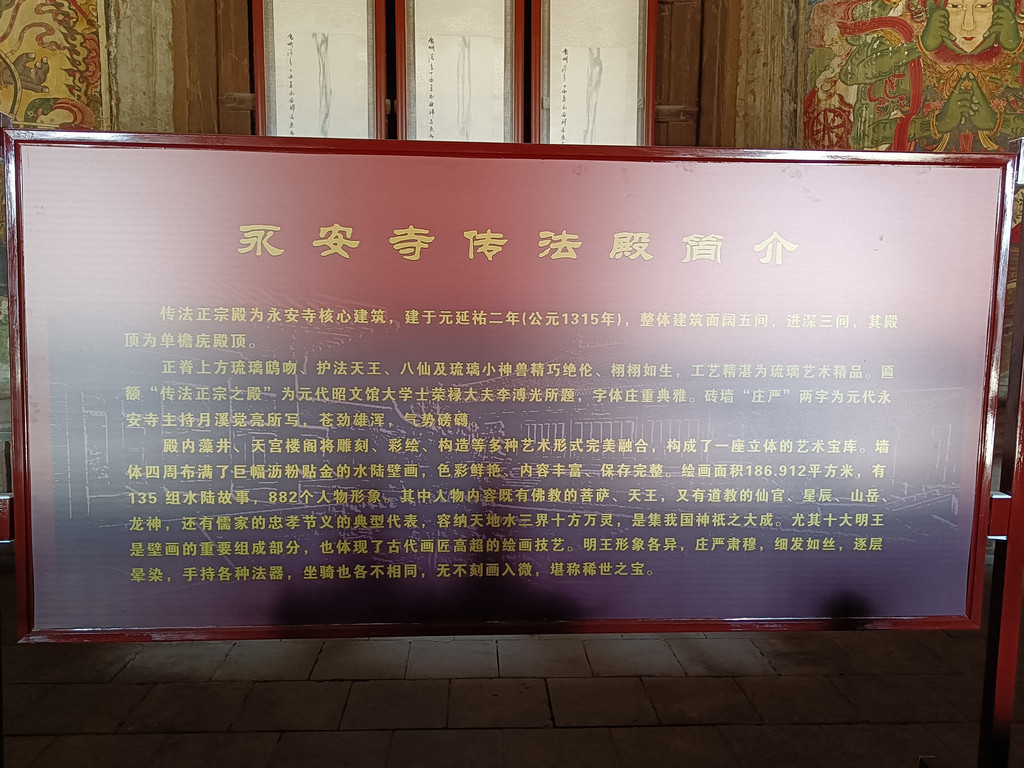 永安寺传法殿简介
传法正宗殿为永安寺核心建筑，建于元延祐二年(公元1315年)，整体建筑面阔五间，进深三间，其殿
顶为单檐庑殿顶。
正脊上方琉璃鸱吻、护法天王、八仙及琉璃小神兽精巧绝伦、栩栩如生，工艺精湛为琉璃艺术精品。匾
额“传法正宗之殿”为元代昭文馆大学士荣禄大夫李溥光所题，字体庄重典雅。砖墙“庄严”两字为元代永
安寺主持月溪觉亮所写，苍劲雄浑，气势磅礴。
殿内藻井、天宫楼阁将雕刻、彩绘、构造等多种艺术形式完美融合，构成了一座立体的艺术宝库。墙
体四周布满了巨幅沥粉贴金的水陆壁画，色彩鲜艳、内容丰富、保存完整。绘画面积186.912平方米，有
135 组水陆故事，882个人物形象。其中人物内容既有佛教的菩萨、天王，又有道教的仙官、星辰、山岳、
龙神，还有儒家的忠孝节义的典型代表，容纳天地水三界十方万灵，是集我国神祇之大成。尤其十大明王
是壁画的重要组成部分，也体现了古代画匠高超的绘画技艺。明王形象各异，庄严肃穆，细发如丝，逐层
晕染，手持各种法器，坐骑也各不相同，无不刻画入微，堪称稀世之宝。